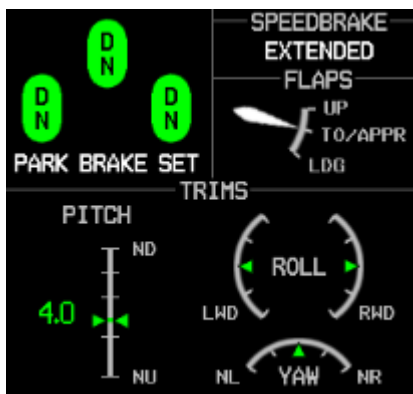 DN
DN
DN
PARK BRAKE SET
SPEEDBRAKE
EXTENDED
FLAPS
UP
TO/APPR
LDG
TRIMS
PITCH
ND
4.0
NU
ROLL
LWD
RWD
NL
YAW
NR